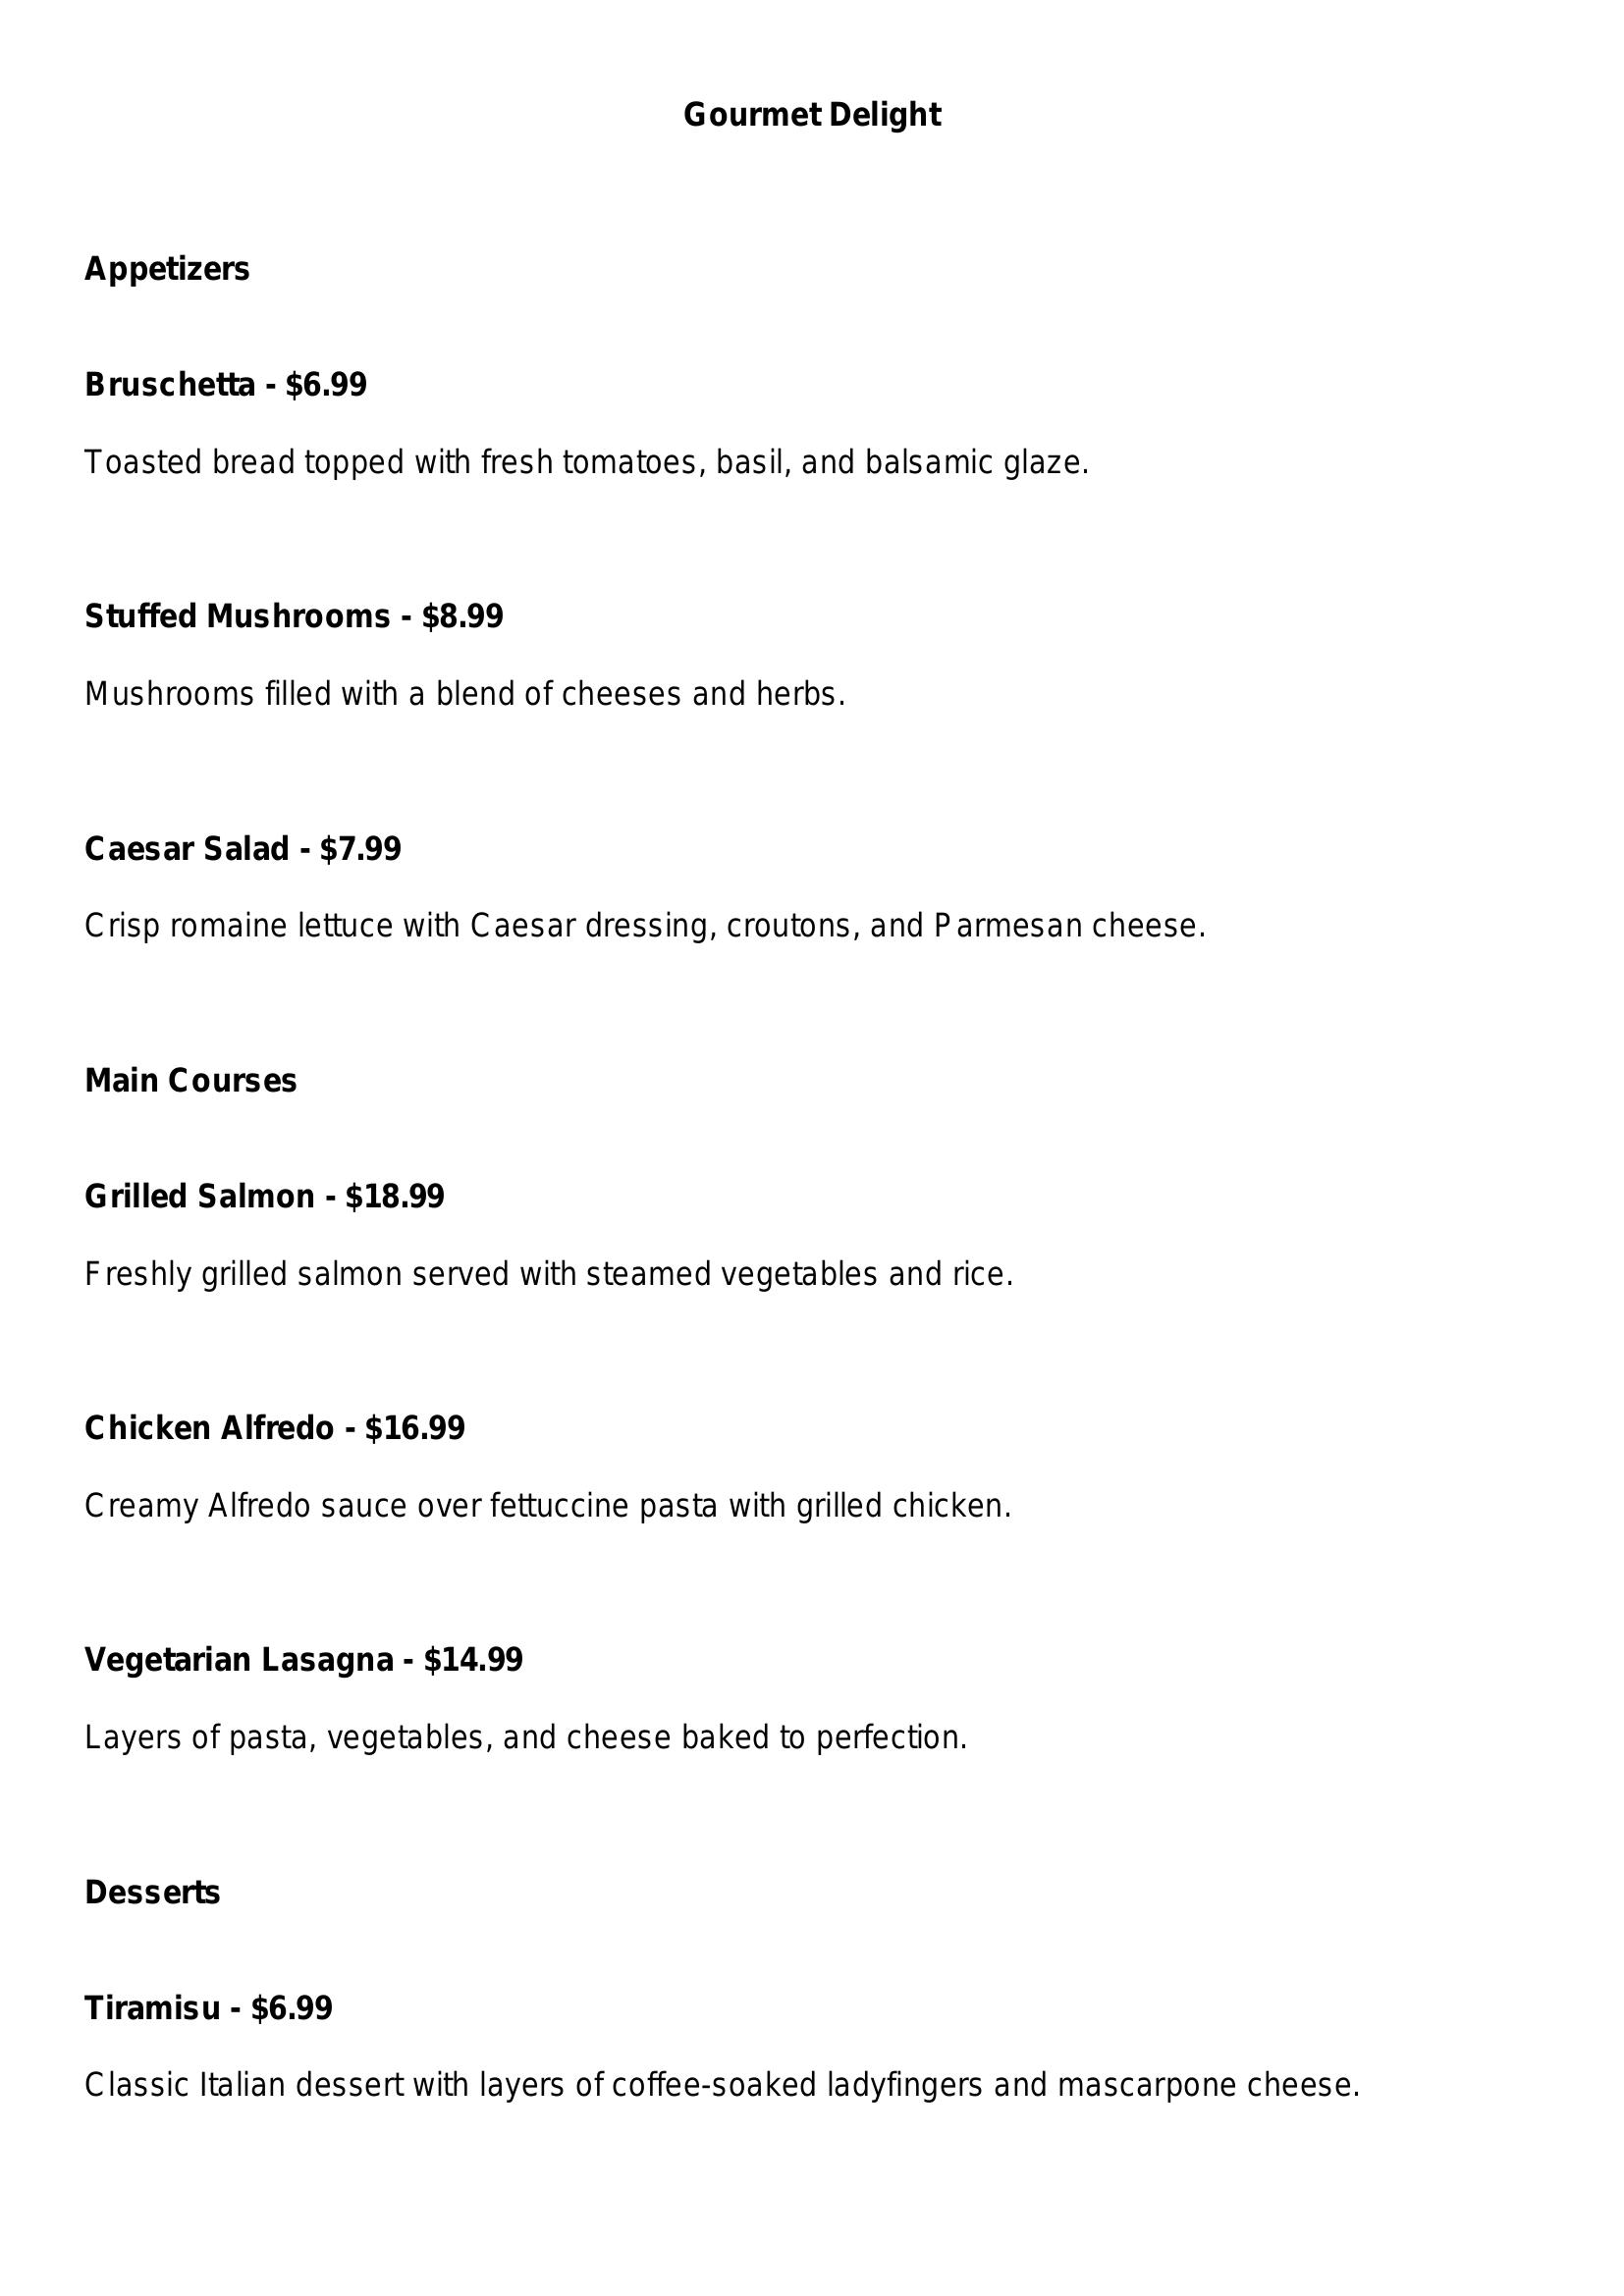 Gourmet Delight
Appetizers
Bruschetta - $6.99
Toasted bread topped with fresh tomatoes, basil, and balsamic glaze.
Stuffed Mushrooms - $8.99
Mushrooms filled with a blend of cheeses and herbs.
Caesar Salad - $7.99
Crisp romaine lettuce with Caesar dressing, croutons, and Parmesan cheese.
Main Courses
Grilled Salmon - $18.99
Freshly grilled salmon served with steamed vegetables and rice.
Chicken Alfredo - $16.99
Creamy Alfredo sauce over fettuccine pasta with grilled chicken.
Vegetarian Lasagna - $14.99
Layers of pasta, vegetables, and cheese baked to perfection.
Desserts
Tiramisu - $6.99
Classic Italian dessert with layers of coffee-soaked ladyfingers and mascarpone cheese.